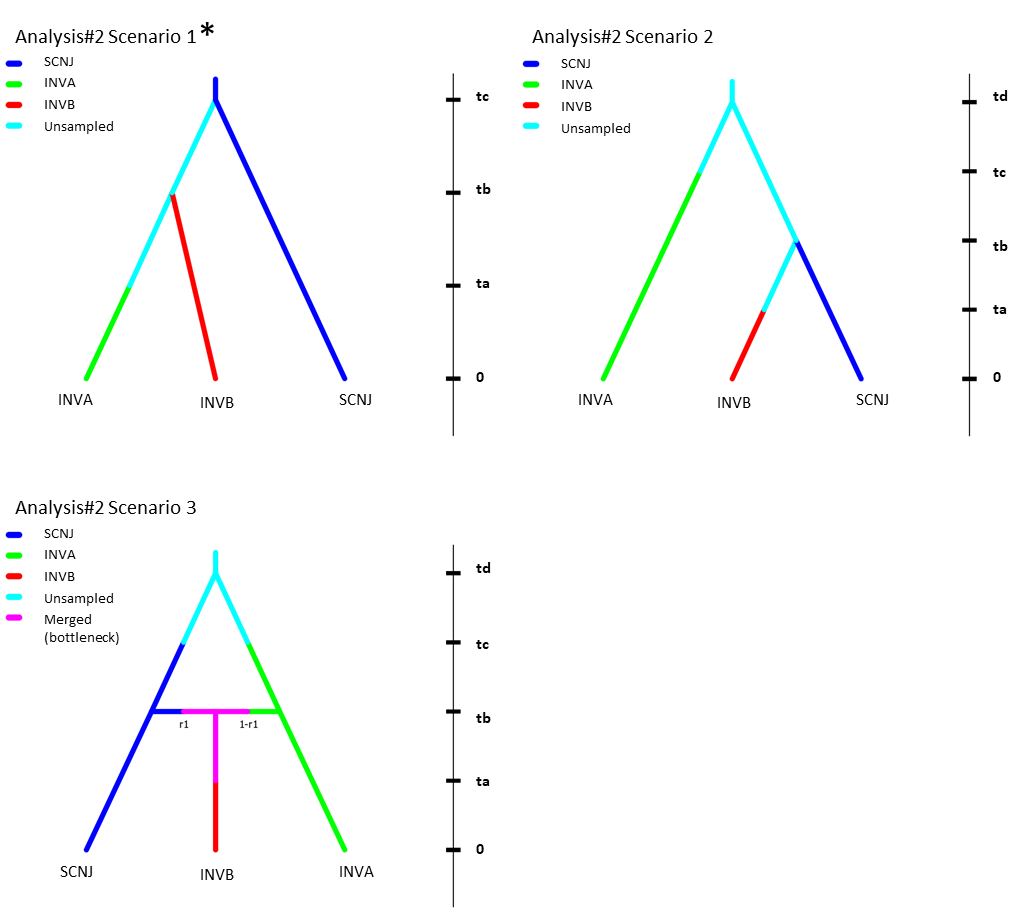 Analysis#2 Scenario 1*
SCNJ
INVA
INVB
Unsampled
tc
tb
ta
0
INVA
INVB
SCNJ
Analysis#2 Scenario 2
SCNJ
INVA
INVB
Unsampled
td
tc
tb
ta
0
INVA
INVB
SCNJ
Analysis#2 Scenario 3
SCNJ
INVA
INVB
Unsampled
Merged
(bottleneck)
r1
1-r1
td
tc
tb
ta
0
SCNJ
INVB
INVA